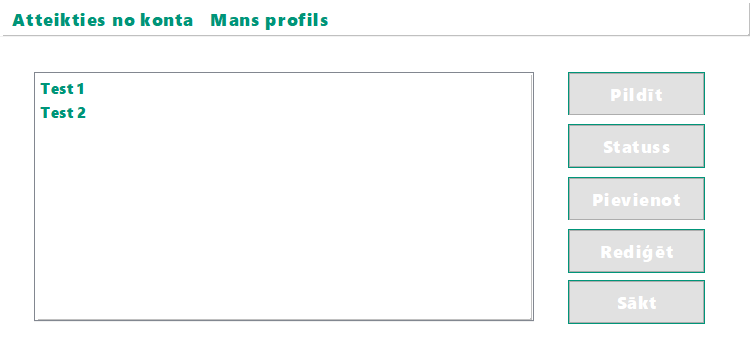 Atteikties no konta Mans profils
Test 1
Test 2
Pildīt
Statuss
Pievienot
Rediģēt
Sākt